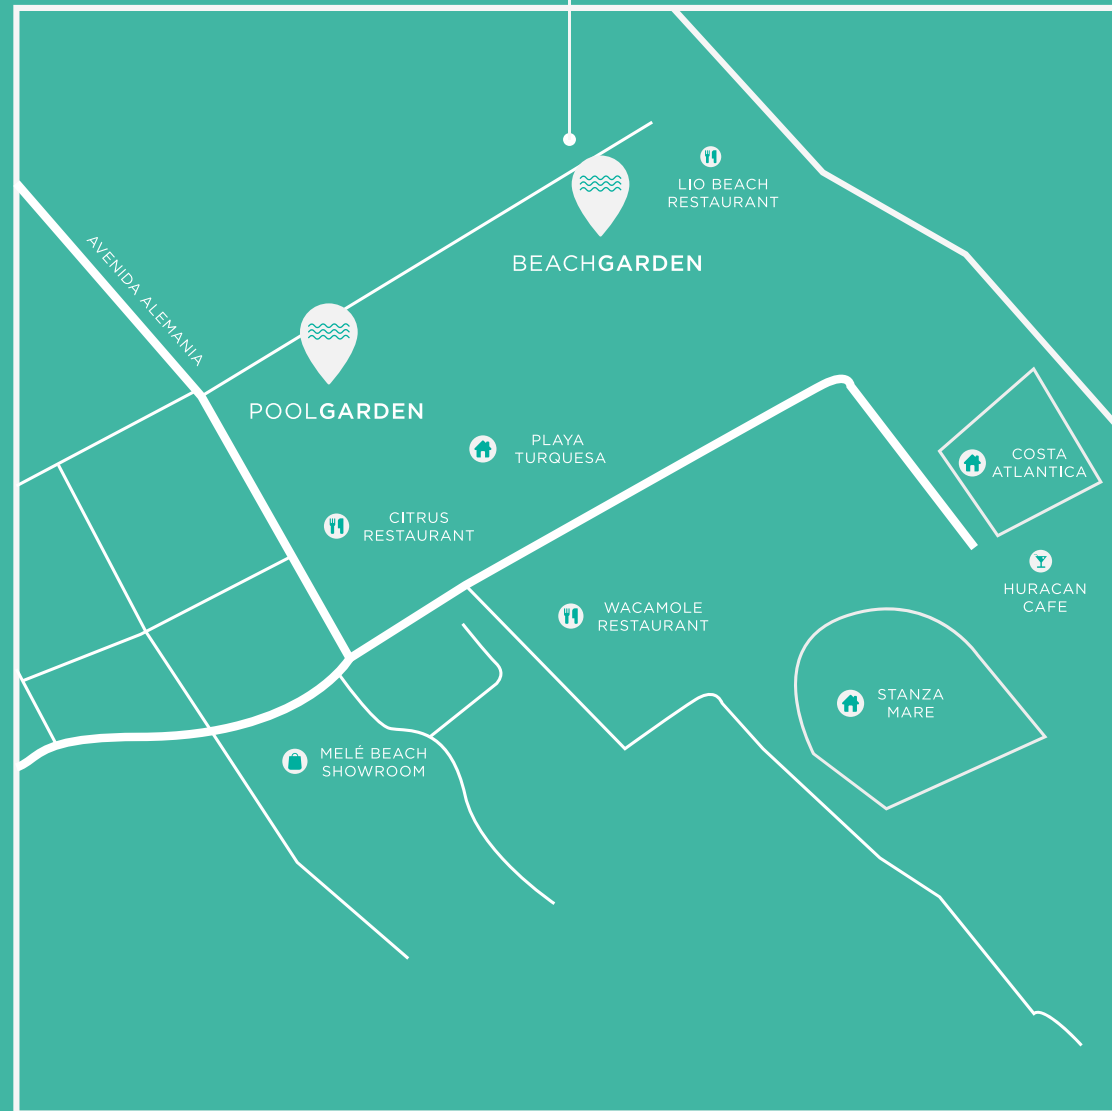 LIO BEACH
RESTAURANT
BEACHGARDEN
AVENIDA ALEMANIA
POOLGARDEN
PLAYA
TURQUESA
COSTA
ATLANTICA
CITRUS
RESTAURANT
HURACAN
CAFE
WACAMOLE
RESTAURANT
STANZA
MARE
MELÉ BEACH
SHOWROOM